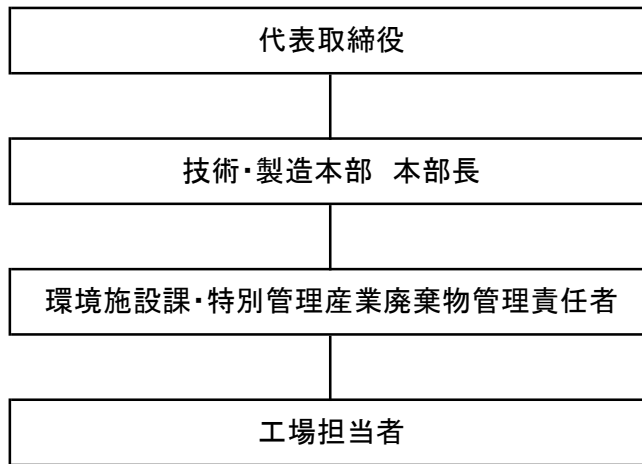 代表取締役
技術・製造本部　本部長
環境施設課・特別管理産業廃棄物管理責任者
工場担当者